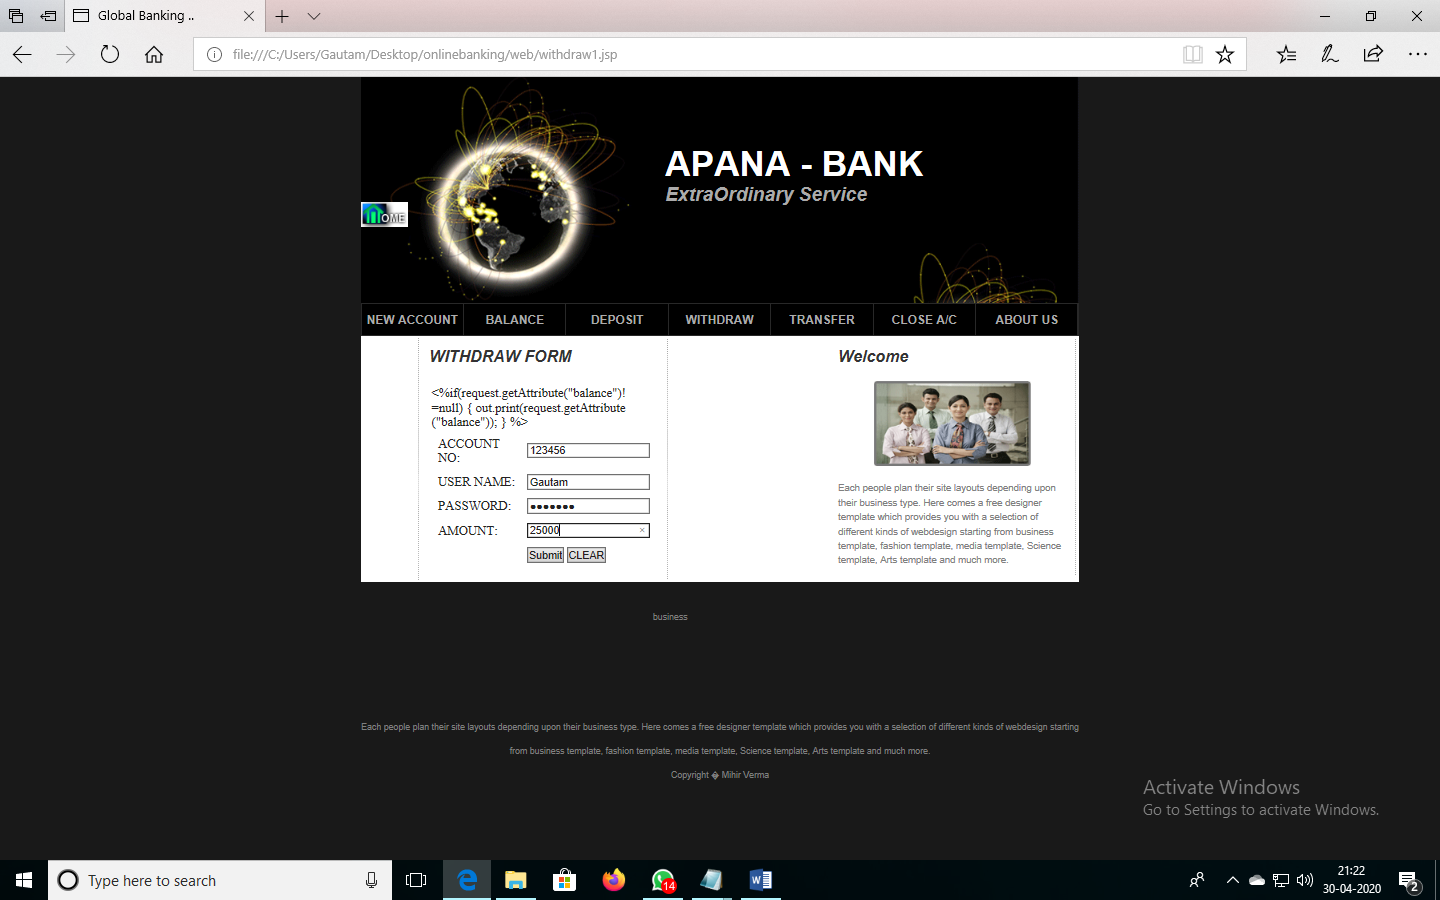 Global Banking ..
file:///C:/Users/Gautam/Desktop/onlinebanking/web/withdraw1.jsp
APANA - BANK
ExtraOrdinary Service
HOME
NEW ACCOUNT BALANCE DEPOSIT WITHDRAW TRANSFER CLOSE A/C ABOUT US
WITHDRAW FORM
<%if(request.getAttribute("balance")!
=null) { out.print(request.getAttribute
("balance")); } %>
ACCOUNT
NO:
123456
USER NAME: Gautam
PASSWORD: •••••••
AMOUNT: 25000
Submit CLEAR
Welcome
Each people plan their site layouts depending upon
their business type. Here comes a free designer
template which provides you with a selection of
different kinds of webdesign starting from business
template, fashion template, media template, Science
template, Arts template and much more.
business
Each people plan their site layouts depending upon their business type. Here comes a free designer template which provides you with a selection of different kinds of webdesign starting
from business template, fashion template, media template, Science template, Arts template and much more.
Copyright � Mihir Verma
Activate Windows
Go to Settings to activate Windows.
Type here to search
14
21:22
30-04-2020
2